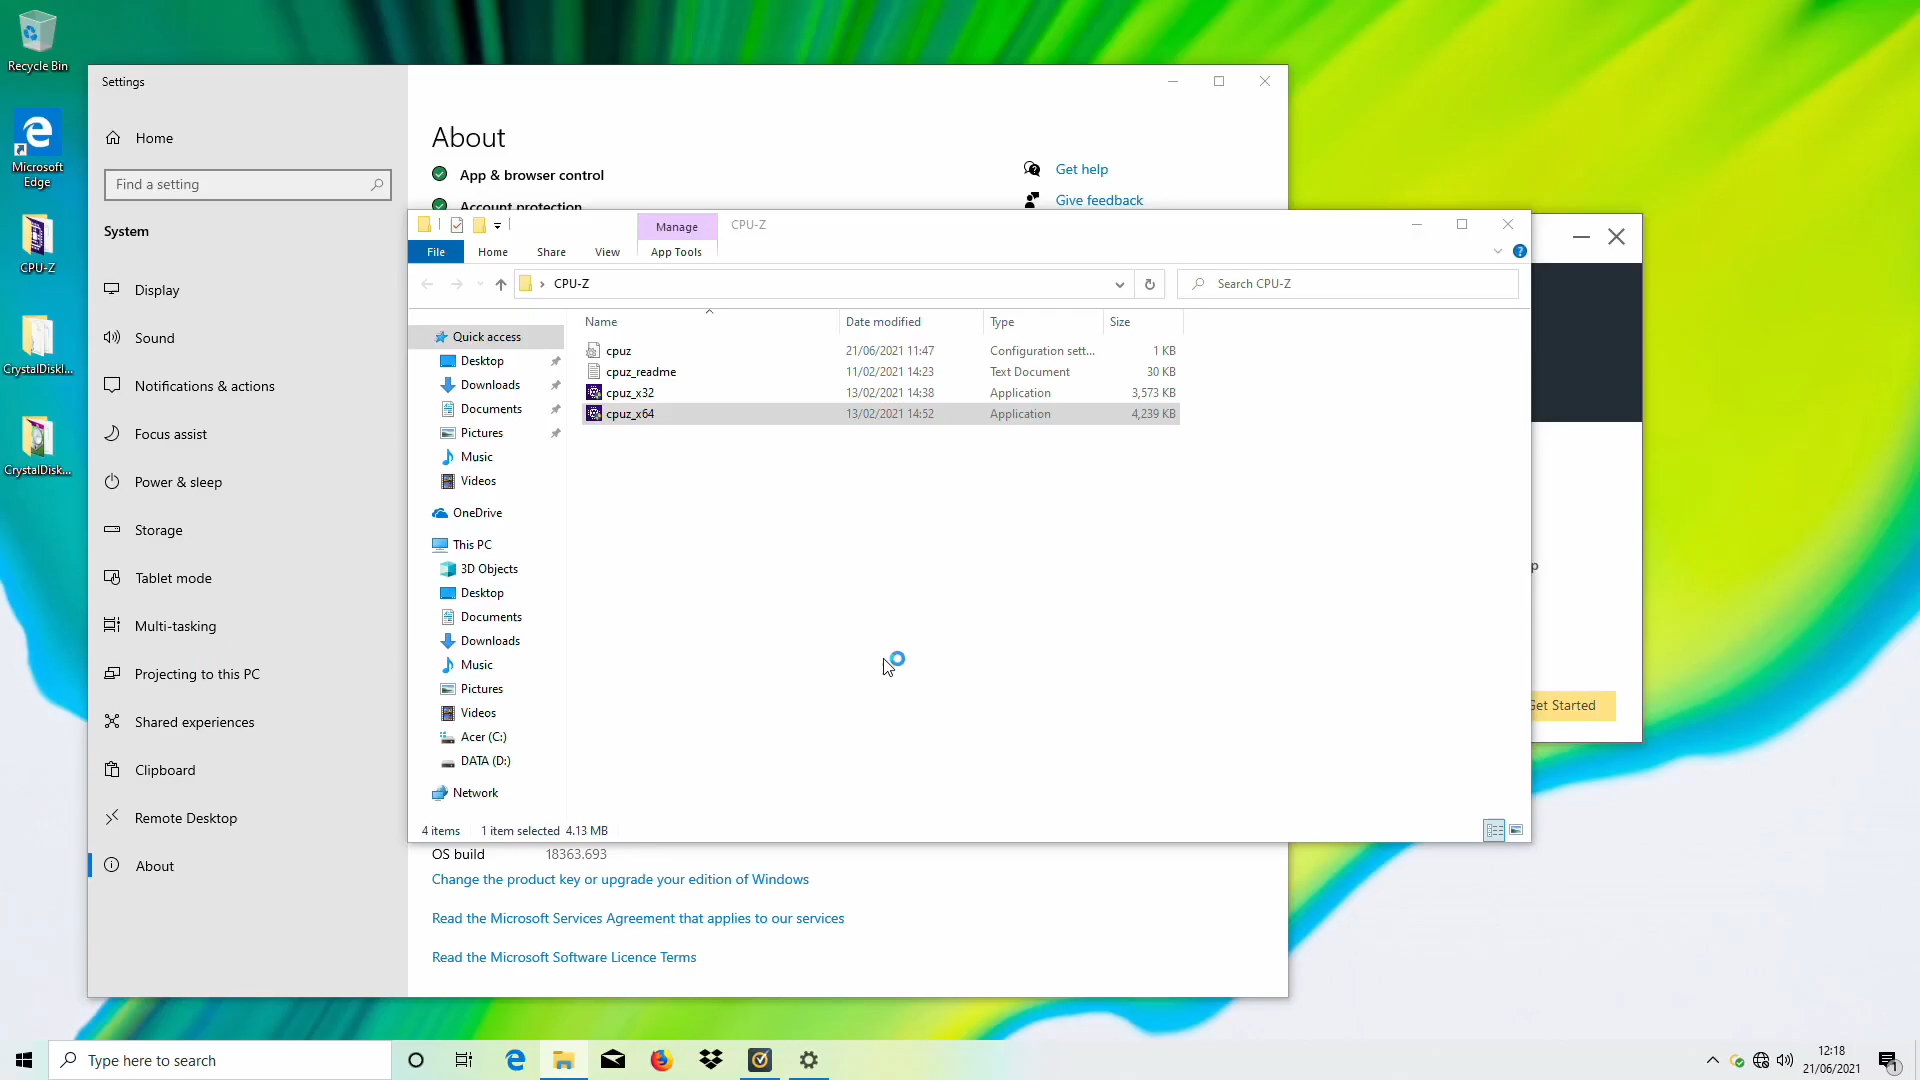 Recycle Bin
Microsoft
Edge
CPU-Z
CrystalDiskI...
CrystalDisk...
Settings
Home
Find a setting
System
Display
Sound
Notifications & actions
Focus assist
Power & sleep
Storage
Tablet mode
Multi-tasking
Projecting to this PC
Shared experiences
Clipboard
Remote Desktop
About
About
App & browser control
Account protection
Get help
Give feedback
Manage
CPU-Z
File
Home
Share
View
App Tools
CPU-Z
Search CPU-Z
Quick access
Desktop
Downloads
Documents
Pictures
Music
Videos
OneDrive
This PC
3D Objects
Desktop
Documents
Downloads
Music
Pictures
Videos
Acer (C:)
DATA (D:)
Network
Name Date modified Type Size
cpuz 21/06/2021 11:47 Configuration sett... 1 KB
cpuz_readme 11/02/2021 14:23 Text Document 30 KB
cpuz_x32 13/02/2021 14:38 Application 3,573 KB
cpuz_x64 13/02/2021 14:52 Application 4,239 KB
4 items 1 item selected 4.13 MB
OS build 18363.693
Change the product key or upgrade your edition of Windows
Read the Microsoft Services Agreement that applies to our services
Read the Microsoft Software Licence Terms
p
Get Started
Type here to search
12:18
21/06/2021
1